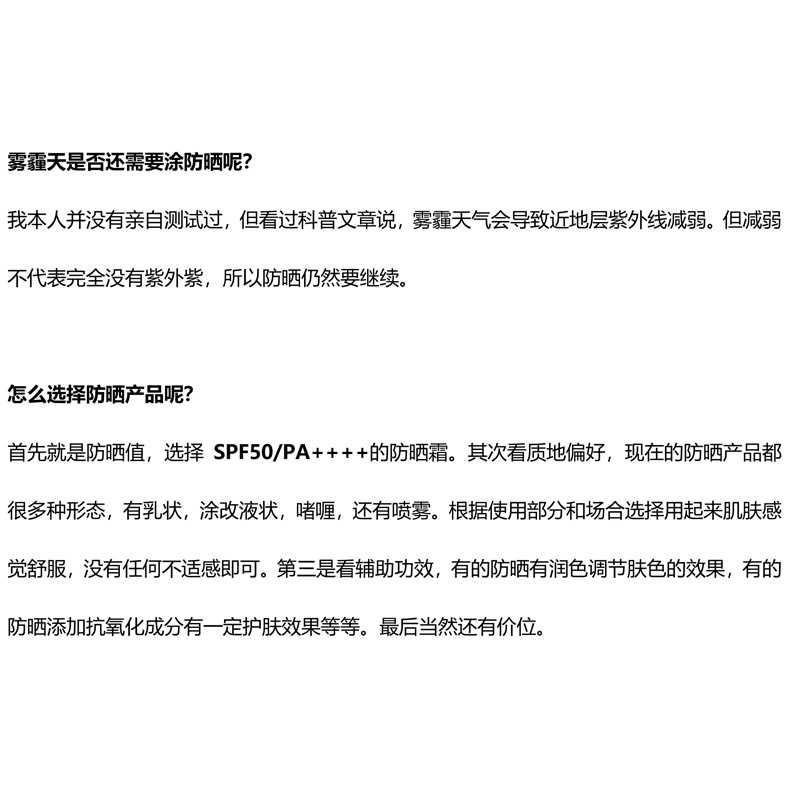 雾霾天是否还需要涂防晒呢?
我本人并没有亲自测试过，但看过科普文章说，雾霾天气会导致近地层紫外线减弱。但减弱
不代表完全没有紫外紫，所以防晒仍然要继续。
怎么选择防晒产品呢?
首先就是防晒值，选择 SPF50/PA++++的防晒霜。其次看质地偏好，现在的防晒产品都
很多种形态，有乳状，涂改液状，啫喱，还有喷雾。根据使用部分和场合选择用起来肌肤感
觉舒服，没有任何不适感即可。第三是看辅助功效，有的防晒有润色调节肤色的效果，有的
防晒添加抗氧化成分有一定护肤效果等等。最后当然还有价位。